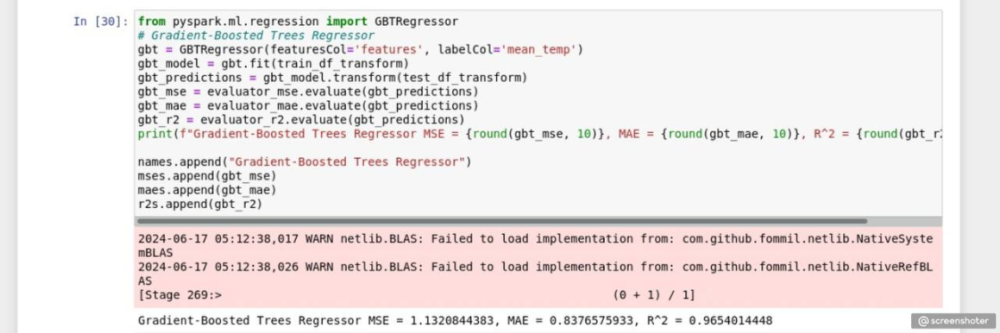 In [30]: from pyspark.ml.regression import GBTRegressor
# Gradient-Boosted Trees Regressor
gbt = GBTRegressor(featuresCol='features', labelCol='mean_temp')
gbt_model = gbt.fit(train_df_transform)
gbt_predictions = gbt_model.transform(test_df_transform)
gbt_mse = evaluator_mse.evaluate(gbt_predictions)
gbt_mae = evaluator_mae.evaluate(gbt_predictions)
gbt_r2 = evaluator_r2.evaluate(gbt_predictions)
print(f"Gradient-Boosted Trees Regressor MSE = {round(gbt_mse, 10)}, MAE = {round(gbt_mae, 10)}, R^2 = {round(gbt_r2
names.append("Gradient-Boosted Trees Regressor")
mses.append(gbt_mse)
maes.append(gbt_mae)
r2s.append(gbt_r2)
2024-06-17 05:12:38,017 WARN netlib.BLAS: Failed to load implementation from: com.github.fommil.netlib.NativeSyste
mBLAS
2024-06-17 05:12:38,026 WARN netlib.BLAS: Failed to load implementation from: com.github.fommil.netlib.NativeRefBL
AS
[Stage 269:> (0 + 1) / 1]
Gradient-Boosted Trees Regressor MSE = 1.1320844383, MAE = 0.8376575933, R^2 = 0.9654014448
@screenshoter